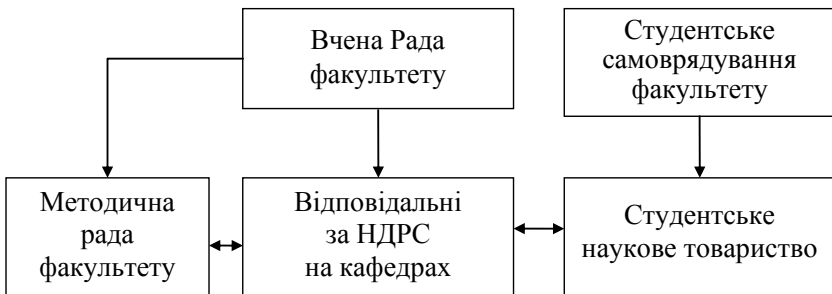 Вчена Рада
факультету
Студентське
самоврядування
факультету
Методична
рада
факультету
Відповідальні
за НДРС
на кафедрах
Студентське
наукове товариство